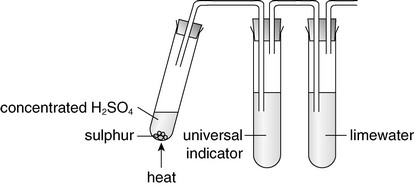 concentrated H₂SO₄
sulphur
heat
universal
indicator
limewater